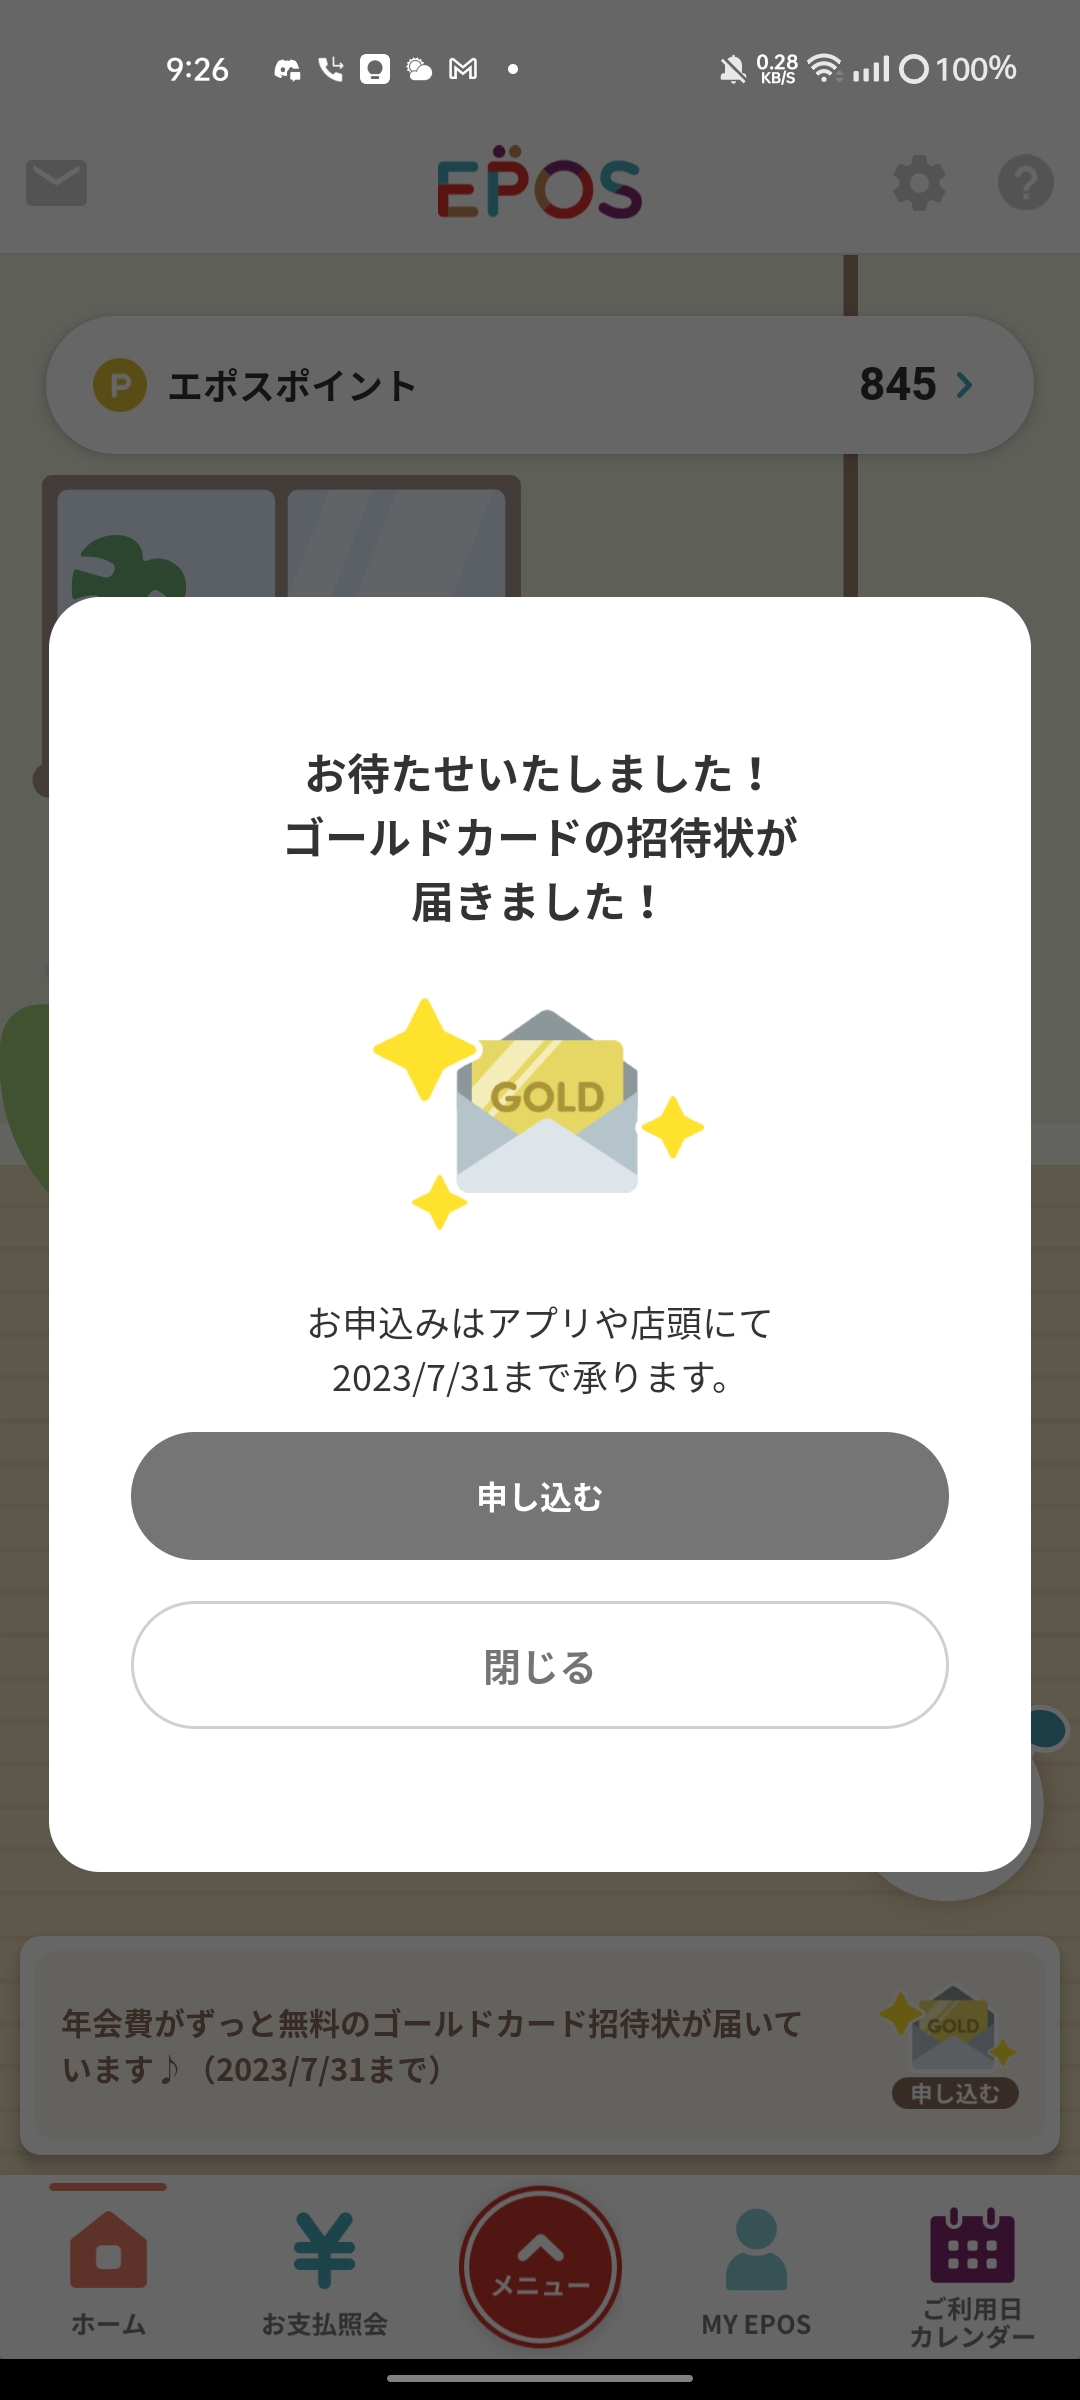 9:26
0.28
KB/S
100%
EPOS
?
P エポスポイント 845
お待たせいたしました！
ゴールドカードの招待状が
届きました！
GOLD
お申込みはアプリや店頭にて
2023/7/31まで承ります。
申し込む
閉じる
年会費がずっと無料のゴールドカード招待状が届いて
います♪（2023/7/31まで）
GOLD
申し込む
ホーム
お支払照会
メニュー
MY EPOS
ご利用日
カレンダー